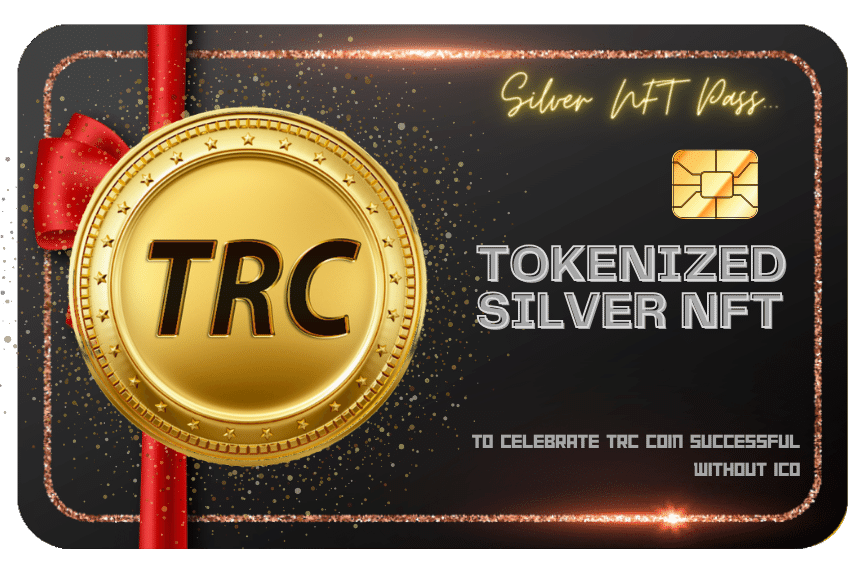 Silver NFT Pass...
TRC
TOKENIZED
SILVER NFT
TO CELEBRATE TRC COIN SUCCESSFUL
WITHOUT ICO